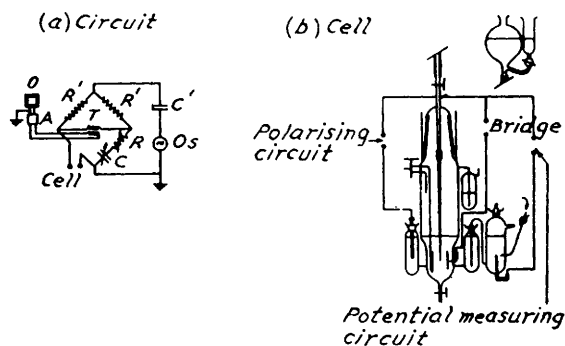 (a) Circuit
O
R'
R'
C'
A
T
R
Os
C
Cell
(b) Cell
Polarising
circuit
Bridge
Potential measuring
circuit